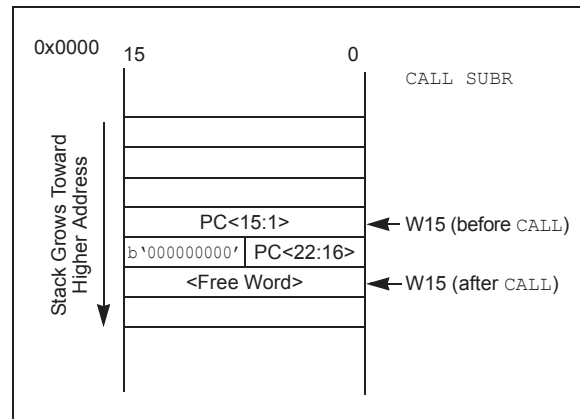 0x0000
15 0
CALL SUBR
Stack Grows Toward
Higher Address
PC<15:1>
W15 (before CALL)
b‘000000000’ PC<22:16>
<Free Word>
W15 (after CALL)